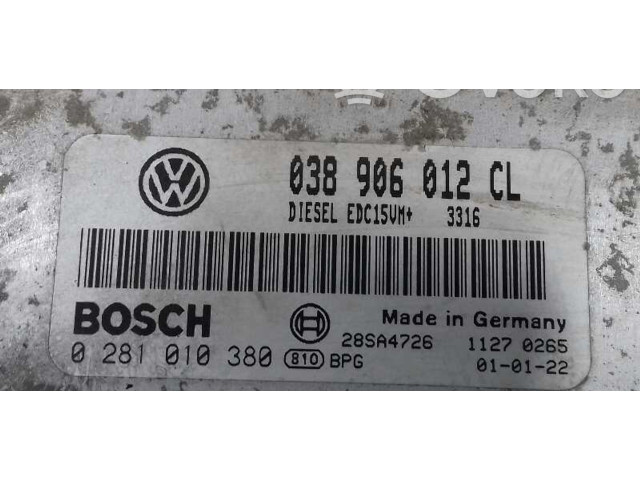 038 906 012 CL
DIESEL EDC15VM+ 3316
BOSCH
Made in Germany
28SA4726 1127 0265
0 281 010 380 810 BPG 01-01-22